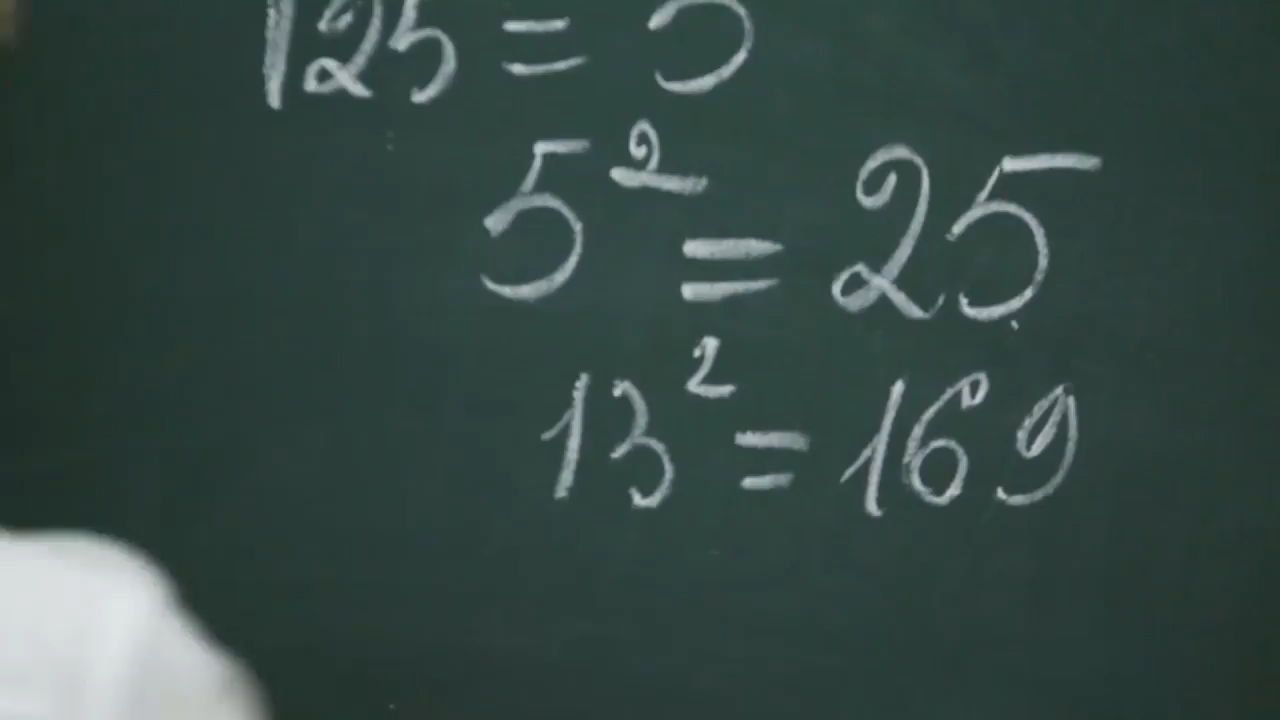 125 = 5
5² = 25
13² = 169